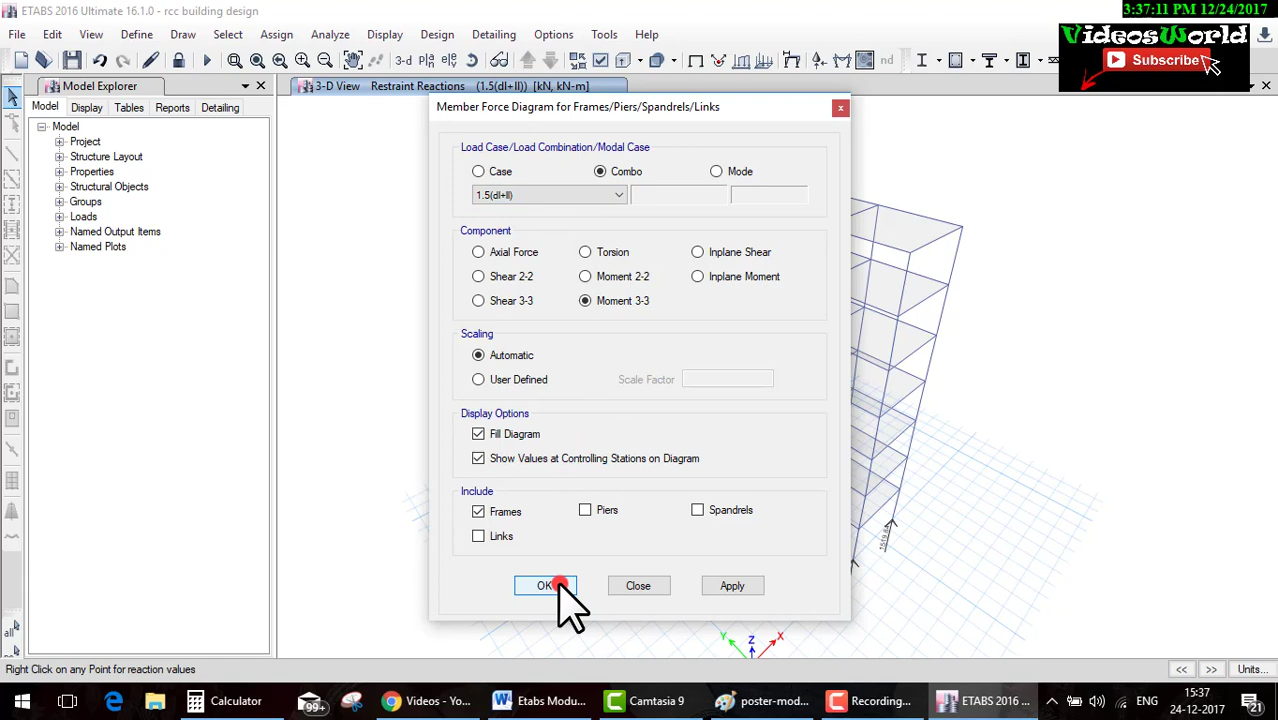 ETABS 2016 Ultimate 16.1.0 - rcc building design
3:37:11 PM 12/24/2017
File Edit View Define Draw Select Assign Analyze Display Design Detailing Options Tools Help
VideosWorld
Subscribe
3-d nd
Model Explorer
3-D View Restraint Reactions (1.5(dl+ll)) [kN, kN-m]
Model Display Tables Reports Detailing
Model
Project
Structure Layout
Properties
Structural Objects
Groups
Loads
Named Output Items
Named Plots
Member Force Diagram for Frames/Piers/Spandrels/Links
Load Case/Load Combination/Modal Case
Case Combo Mode
1.5(dl+ll)
Component
Axial Force Torsion Inplane Shear
Shear 2-2 Moment 2-2 Inplane Moment
Shear 3-3 Moment 3-3
Scaling
Automatic
User Defined Scale Factor
Display Options
Fill Diagram
Show Values at Controlling Stations on Diagram
Include
Frames Piers Spandrels
Links
OK Close Apply
all
Y Z X
Right Click on any Point for reaction values
<< >> Units...
Calculator 99+ Videos - Yo... Etabs Modu... Camtasia 9 poster-mod... Recording... ETABS 2016 ... ENG 15:37
24-12-2017 21